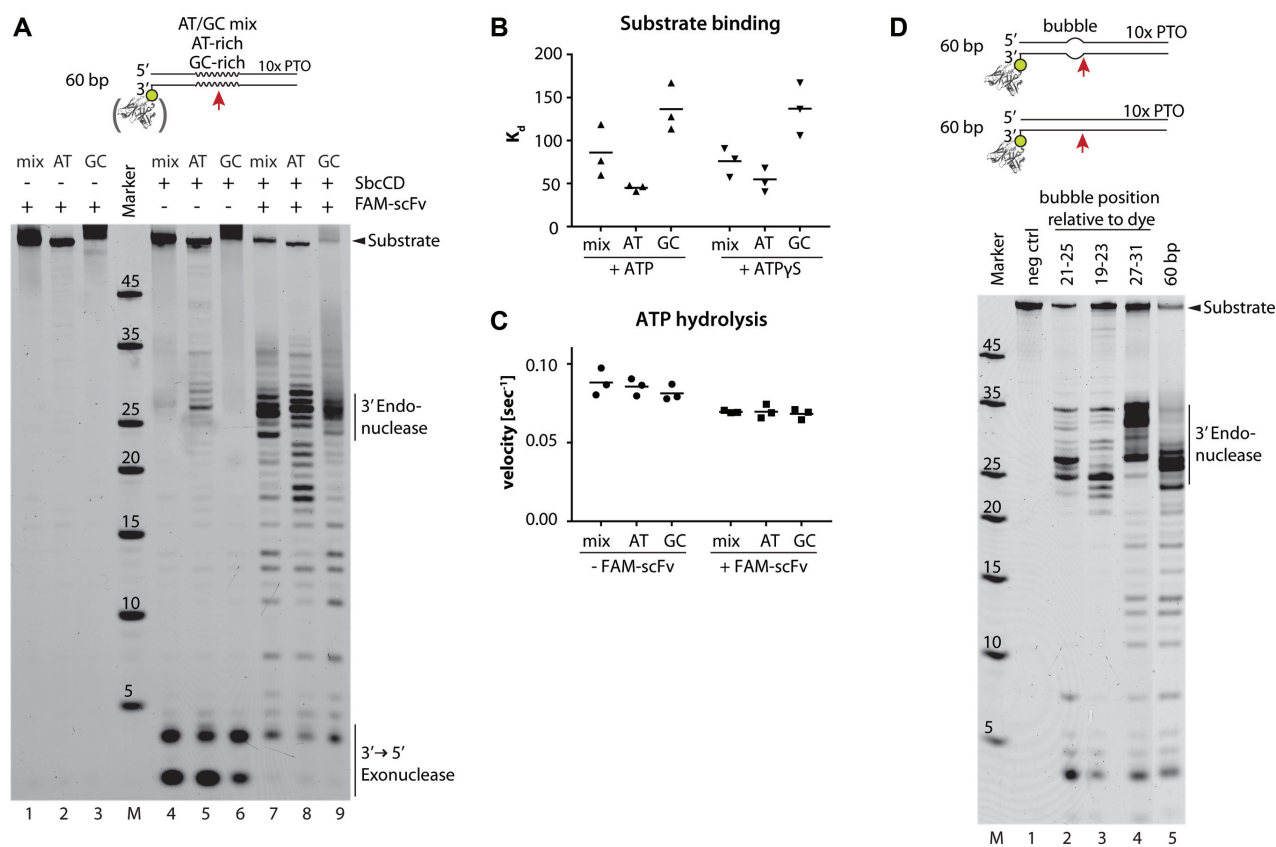 A
AT/GC mix
AT-rich
GC-rich
60 bp
5′
3′
10x PTO
mix AT GC Marker mix AT GC mix AT GC
- - - + + + + + + SbcCD
+ + + - - - + + + FAM-scFv
Substrate
45
35
25
20
15
10
5
3′ Endo-
nuclease
3′→ 5′
Exonuclease
1 2 3 M 4 5 6 7 8 9
B
Substrate binding
Kd
200
150
100
50
0
mix AT GC mix AT GC
+ ATP + ATPγS
C
ATP hydrolysis
velocity [sec⁻¹]
0.10
0.05
0.00
mix AT GC mix AT GC
- FAM-scFv + FAM-scFv
D
bubble
60 bp
5′
3′
10x PTO
60 bp
5′
3′
10x PTO
bubble position
relative to dye
Marker neg ctrl 21-25 19-23 27-31 60 bp
Substrate
45
35
25
20
15
10
5
3′ Endo-
nuclease
M 1 2 3 4 5